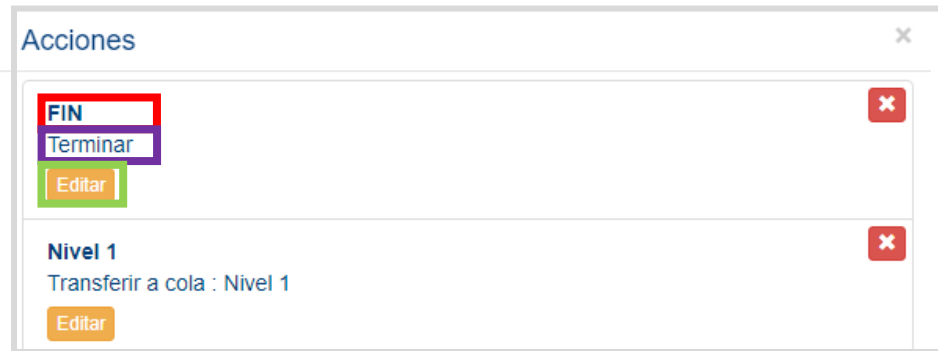 Acciones ×
FIN
Terminar
Editar
Nivel 1
Transferir a cola : Nivel 1
Editar